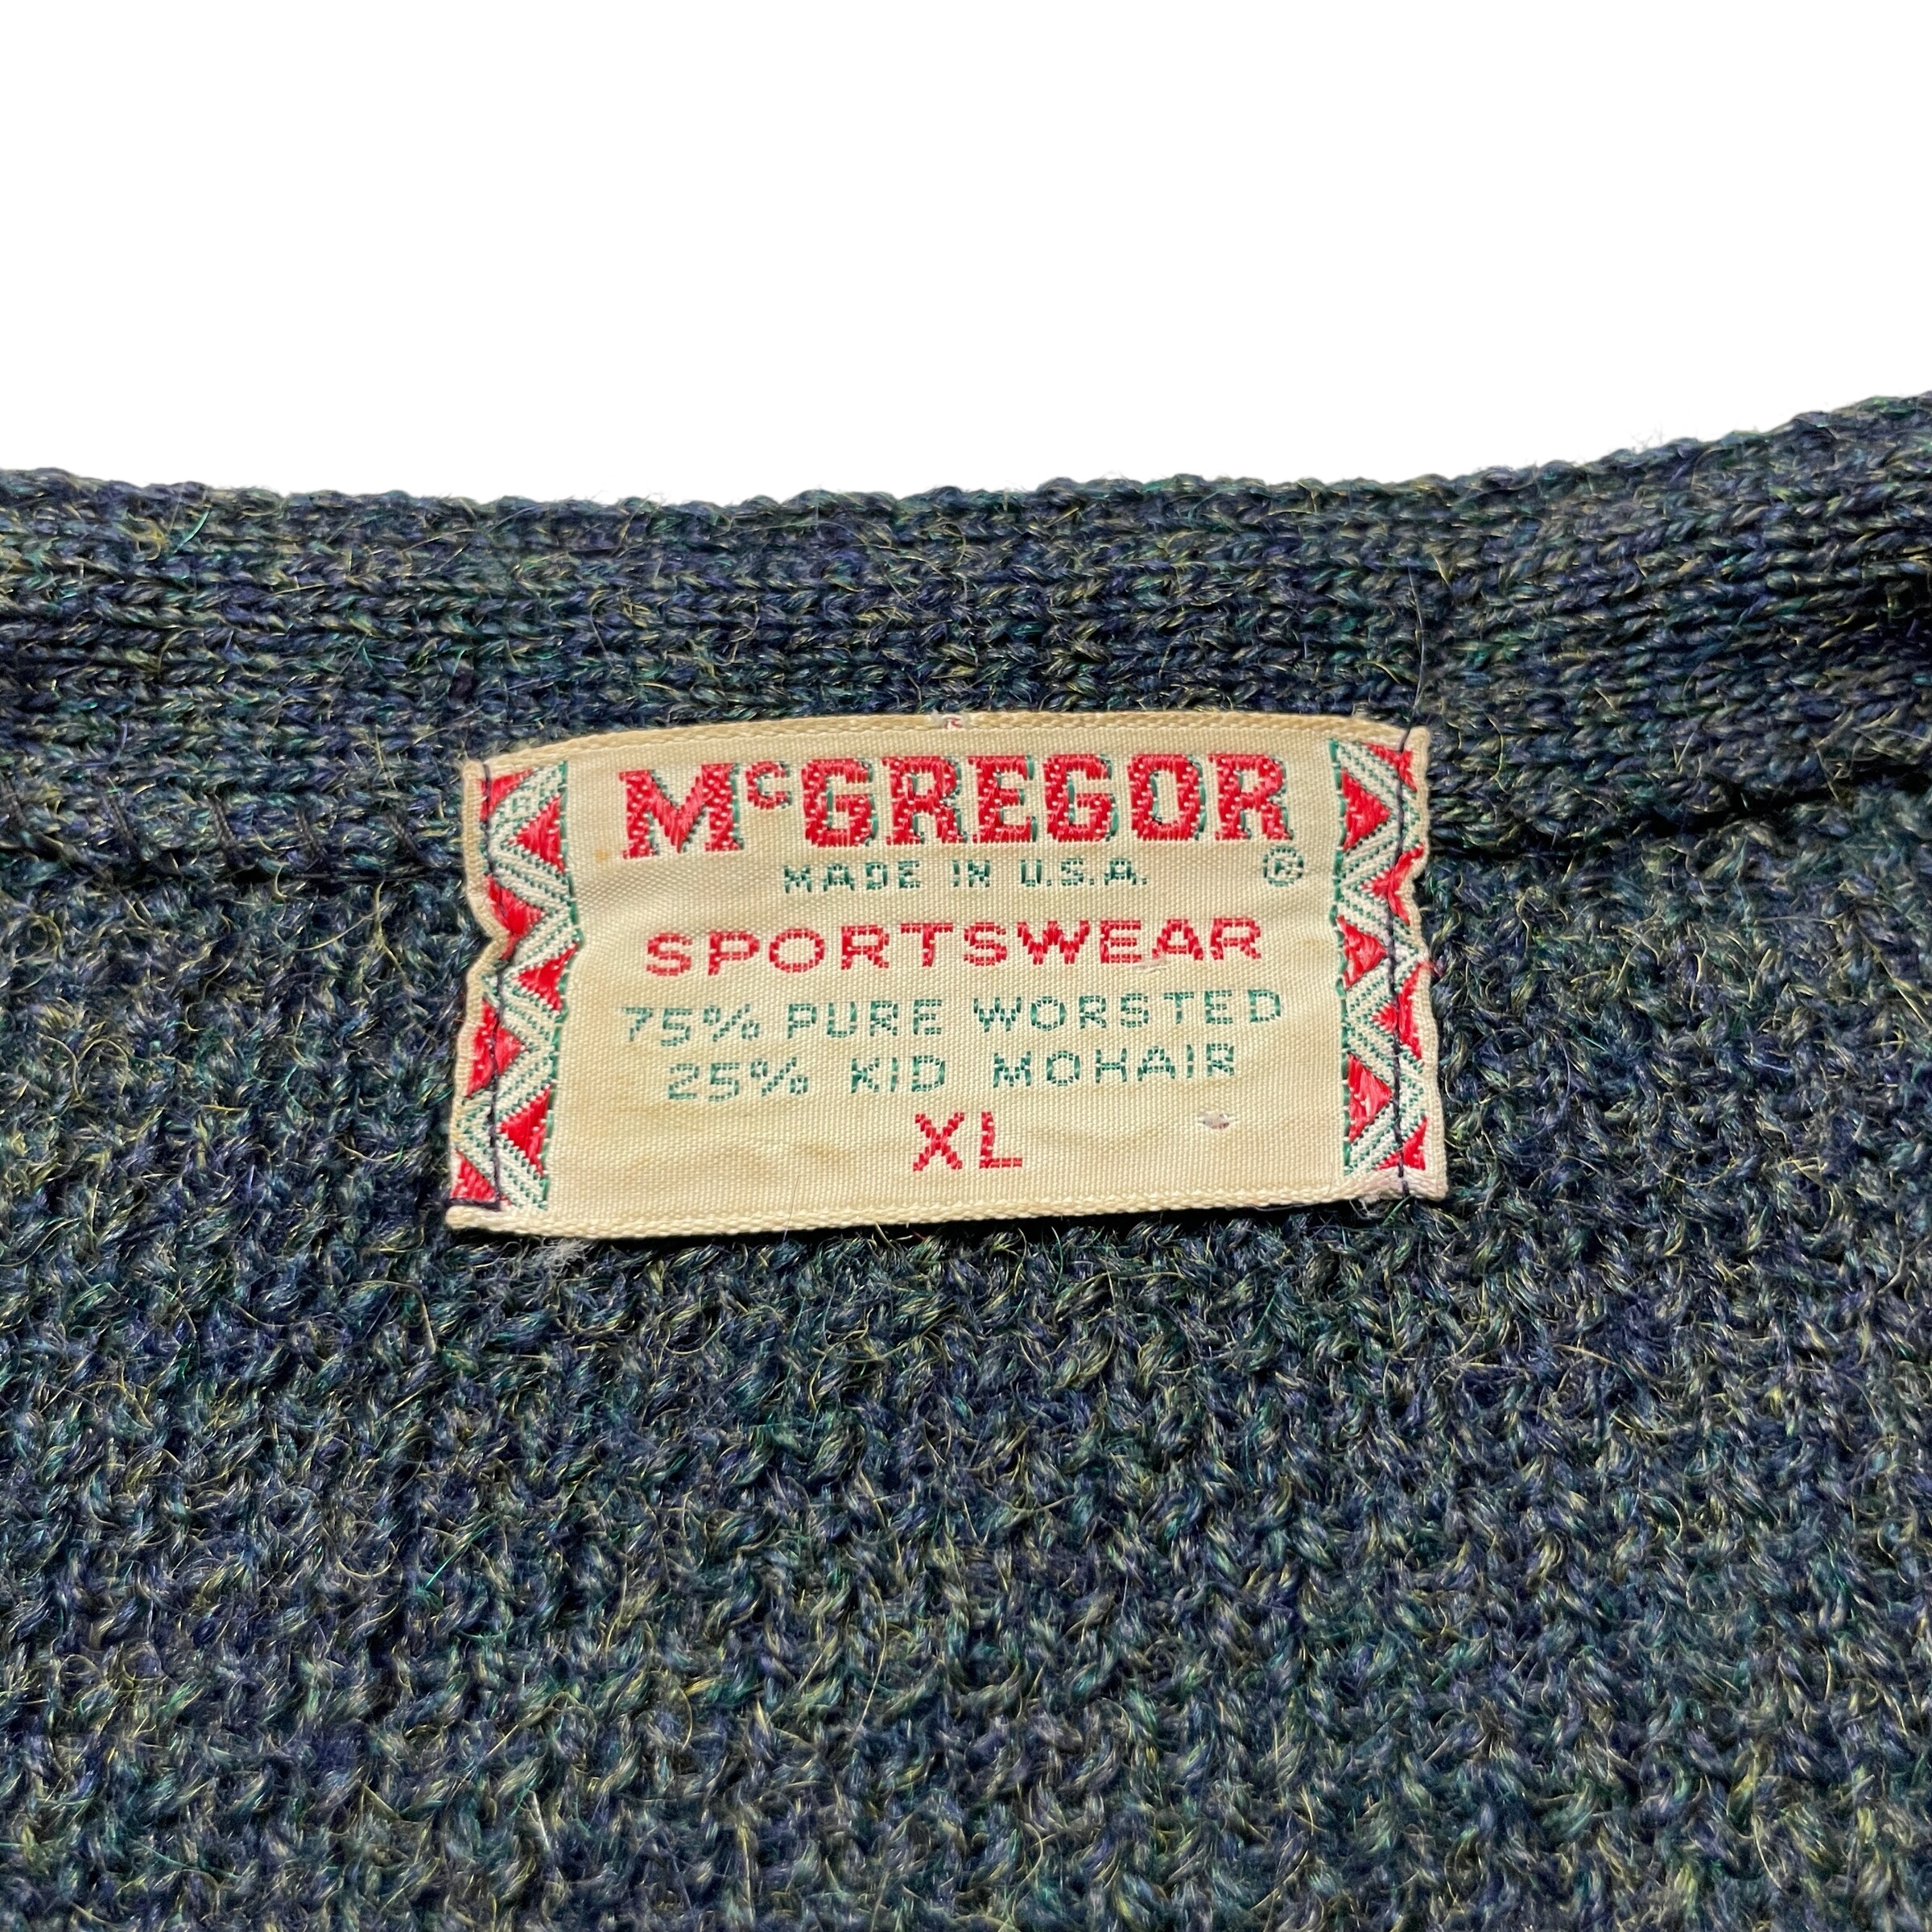 McGREGOR
MADE IN U.S.A. ®
SPORTSWEAR
75% PURE WORSTED
25% KID MOHAIR
XL